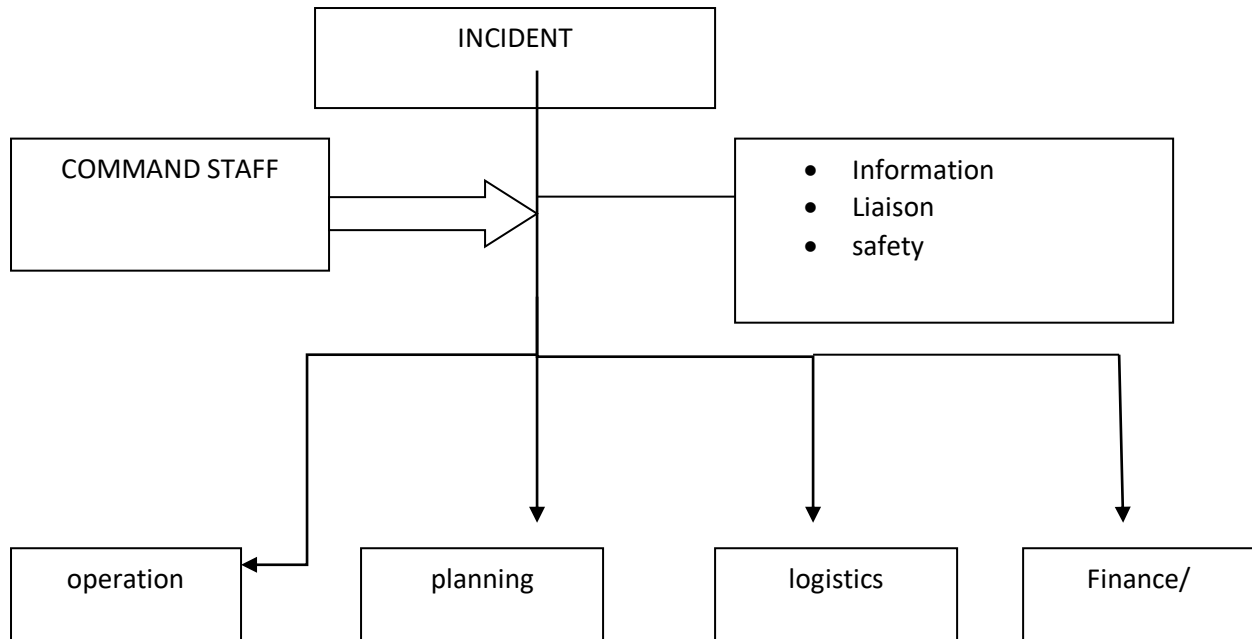 INCIDENT
COMMAND STAFF
• Information
• Liaison
• safety
operation
planning
logistics
Finance/